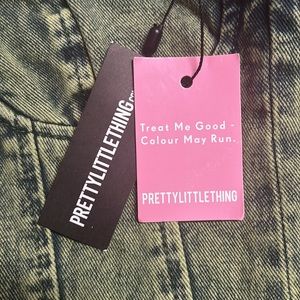 PRETTYLITTLETHING
Treat Me Good -
Colour May Run.
PRETTYLITTLETHING